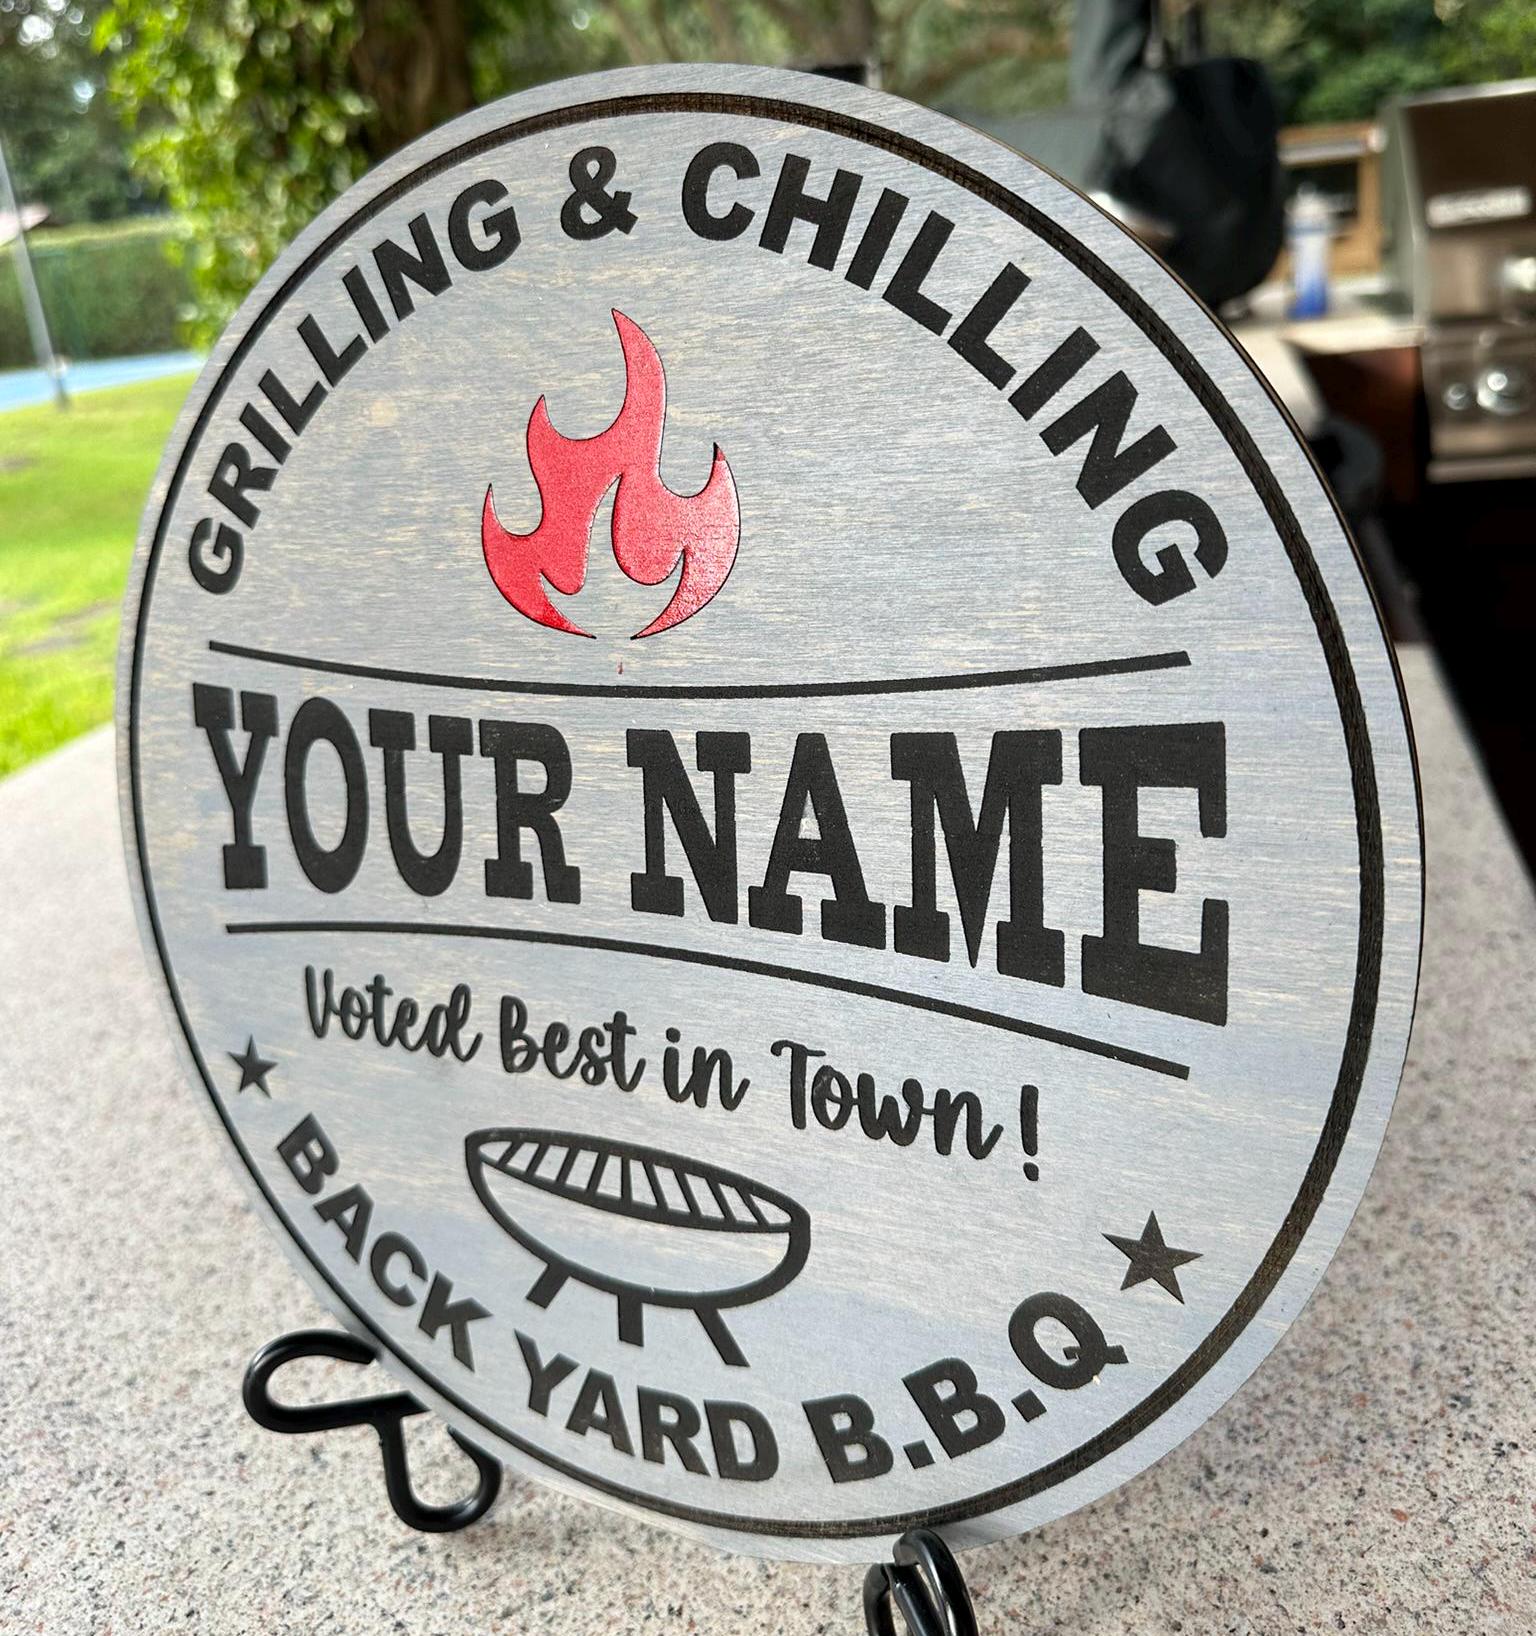 GRILLING & CHILLING
YOUR NAME
Voted Best in Town!
BACK YARD B.B.Q